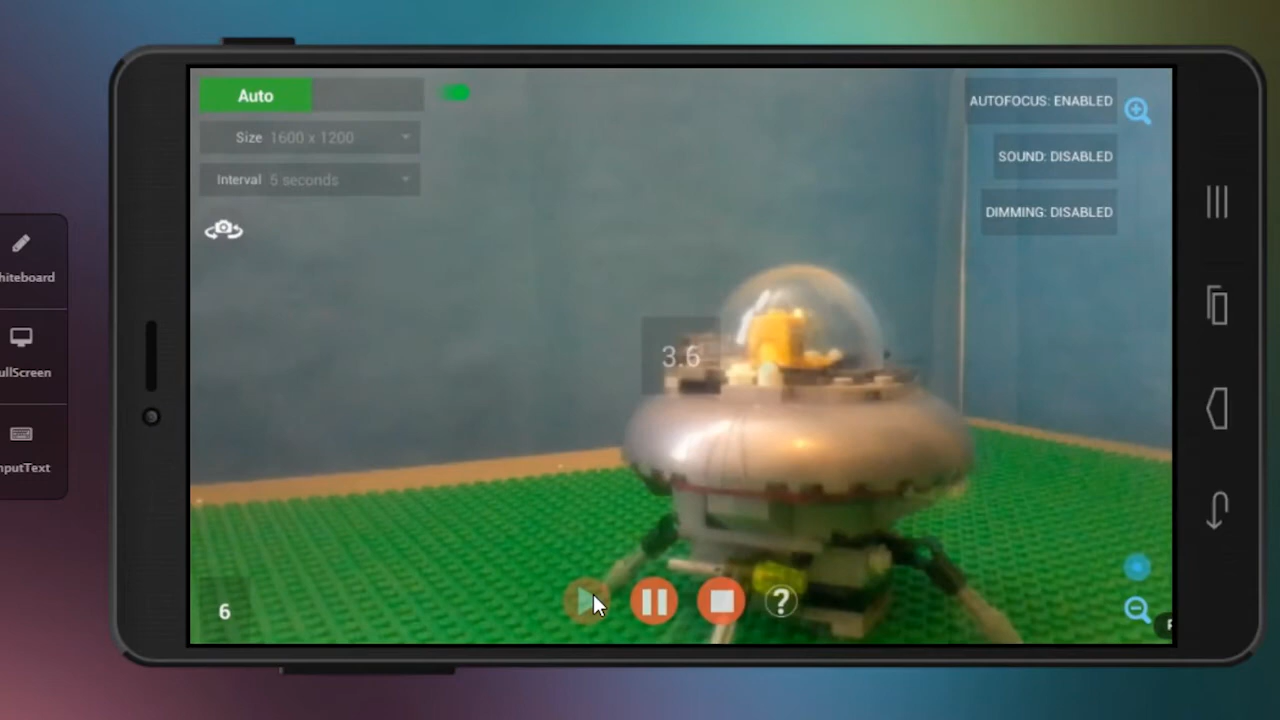 Auto
Size 1600 x 1200
Interval 5 seconds
AUTOFOCUS: ENABLED
SOUND: DISABLED
DIMMING: DISABLED
hiteboard
ullScreen
nputText
3.6
6
?